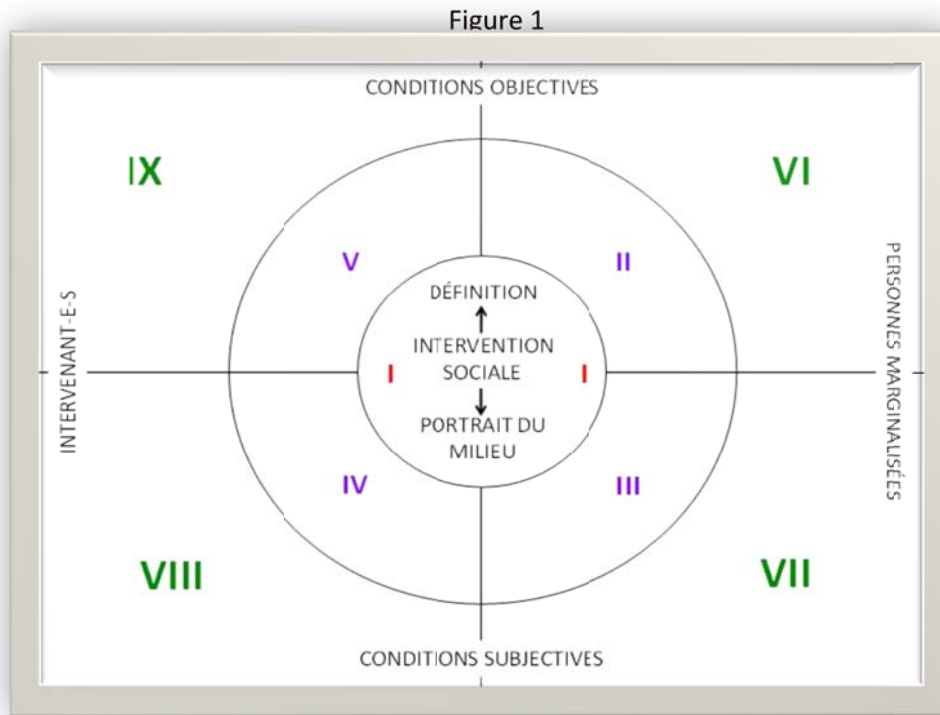 Figure 1
CONDITIONS OBJECTIVES
IX
VI
V
II
DÉFINITION
INTERVENTION
SOCIALE
I
I
PORTRAIT DU
MILIEU
INTERVENANT-E-S
PERSONNES MARGINALISÉES
IV
III
VIII
VII
CONDITIONS SUBJECTIVES